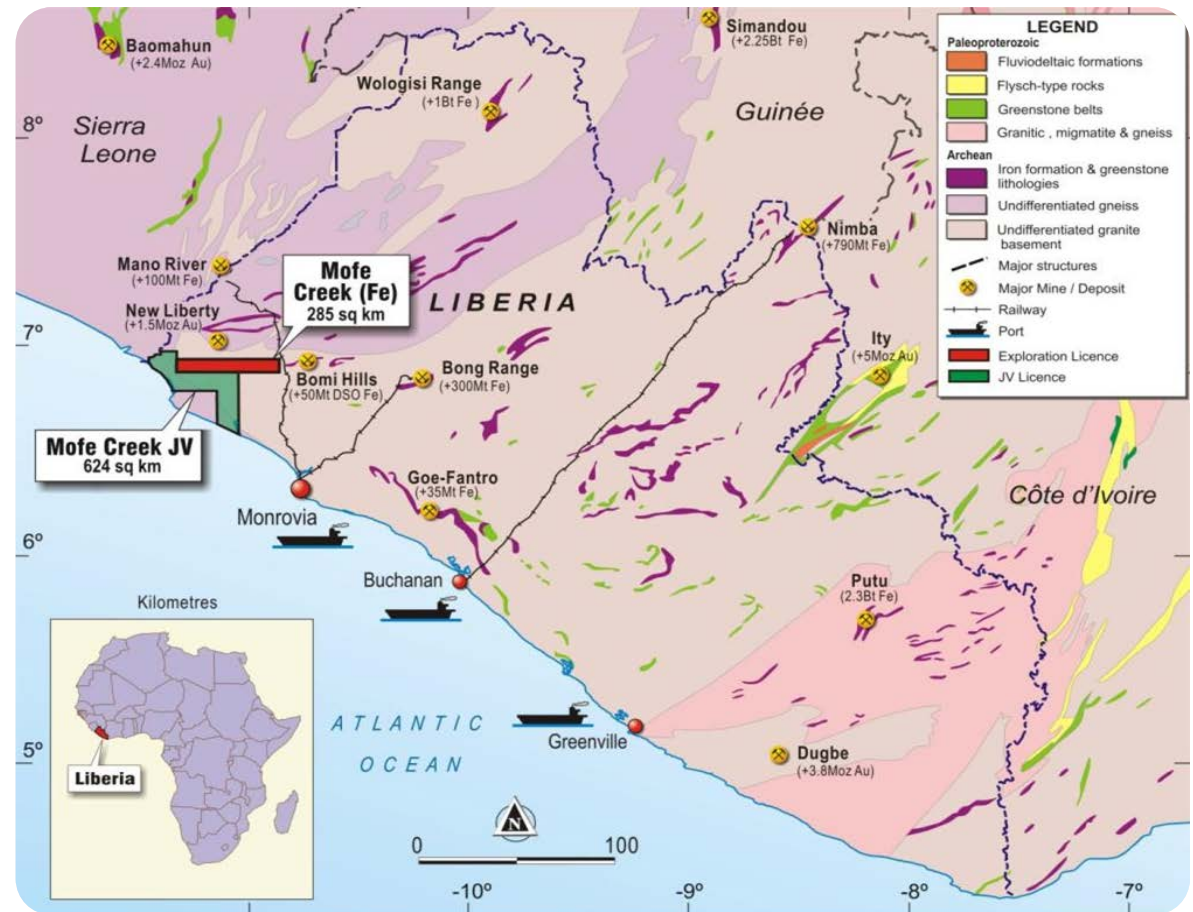 Baomahun
(+2.4Moz Au)
Simandou
(+2.25Bt Fe)
Wologisi Range
(+1Bt Fe )
Guinée
8°
Sierra
Leone
Nimba
(+790Mt Fe)
Mano River
(+100Mt Fe)
Mofe
Creek (Fe)
285 sq km
LIBERIA
New Liberty
(+1.5Moz Au)
7°
Ity
(+5Moz Au)
Bomi Hills
(+50Mt DSO Fe)
Bong Range
(+300Mt Fe)
Mofe Creek JV
624 sq km
Goe-Fantro
(+35Mt Fe)
Côte d'Ivoire
Monrovia
6°
Buchanan
Putu
(2.3Bt Fe)
Kilometres
Liberia
ATLANTIC
OCEAN
Greenville
5°
Dugbe
(+3.8Moz Au)
N
0 100
-10° -9° -8° -7°
LEGEND
Paleoproterozoic
Fluviodeltaic formations
Flysch-type rocks
Greenstone belts
Granitic , migmatite & gneiss
Archean
Iron formation & greenstone
lithologies
Undifferentiated gneiss
Undifferentiated granite
basement
Major structures
Major Mine / Deposit
Railway
Port
Exploration Licence
JV Licence